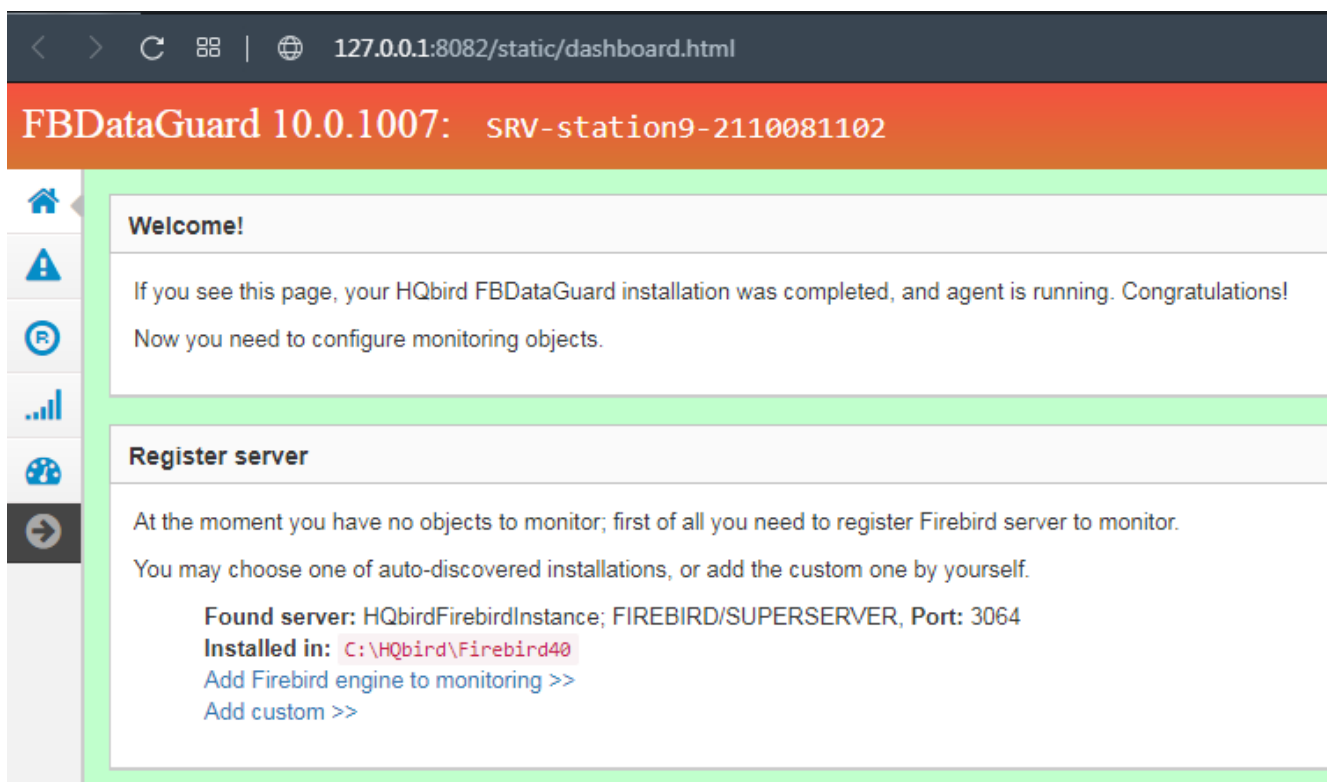 127.0.0.1:8082/static/dashboard.html
FBDataGuard 10.0.1007: SRV-station9-2110081102
Welcome!
If you see this page, your HQbird FBDataGuard installation was completed, and agent is running. Congratulations!
Now you need to configure monitoring objects.
Register server
At the moment you have no objects to monitor; first of all you need to register Firebird server to monitor.
You may choose one of auto-discovered installations, or add the custom one by yourself.
Found server: HQbirdFirebirdInstance; FIREBIRD/SUPERSERVER, Port: 3064
Installed in: C:\HQbird\Firebird40
Add Firebird engine to monitoring >>
Add custom >>